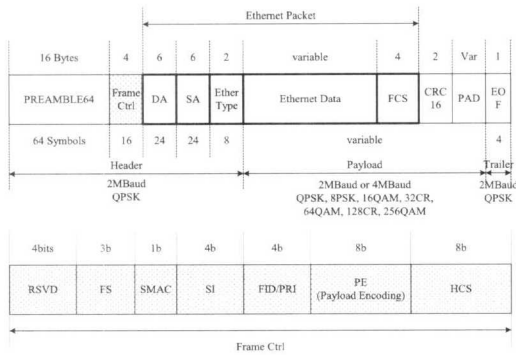 Ethernet Packet
16 Bytes 4 6 6 2 variable 4 2 Var 1
PREAMBLE64 Frame Ctrl DA SA Ether Type Ethernet Data FCS CRC 16 PAD EO F
64 Symbols 16 24 24 8 variable 4
Header Payload Trailer
2MBaud QPSK 2MBaud or 4MBaud 2MBaud QPSK
QPSK, 8PSK, 16QAM, 32CR,
64QAM, 128CR, 256QAM
4bits 3b 1b 4b 4b 8b 8b
RSVD FS SMAC SI FID/PRI PE (Payload Encoding) HCS
Frame Ctrl